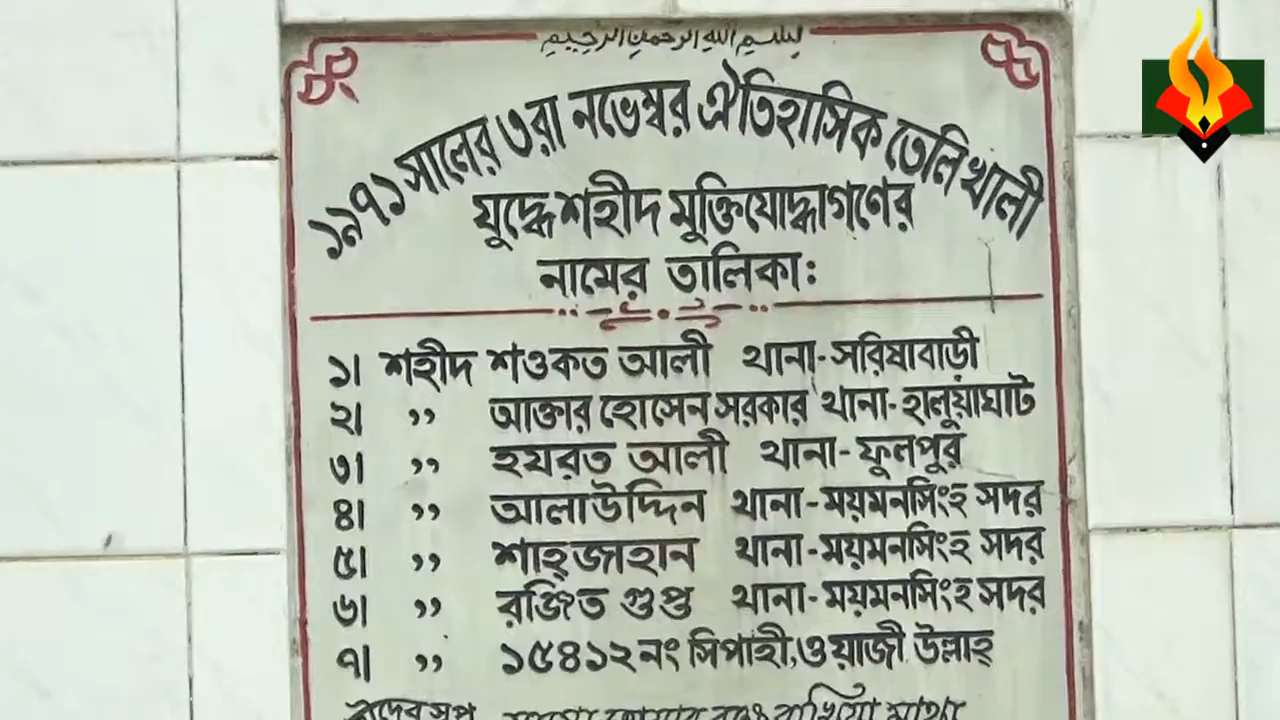 بسم الله الرحمن الرحيم
১৯৭১ সালের ৩রা নভেম্বর ঐতিহাসিক তেলিখালী
যুদ্ধে শহীদ মুক্তিযোদ্ধাগণের
নামের তালিকা:
১। শহীদ শওকত আলী থানা-সরিষাবাড়ী
২। ,, আক্তার হোসেন সরকার থানা-হালুয়াঘাট
৩। ,, হযরত আলী থানা-ফুলপুর
৪। ,, আলাউদ্দিন থানা-ময়মনসিংহ সদর
৫। ,, শাহ্জাহান থানা-ময়মনসিংহ সদর
৬। ,, রঞ্জিত গুপ্ত থানা-ময়মনসিংহ সদর
৭। ,, ১৫৪১২ নং সিপাহী,ওয়াজী উল্লাহ্